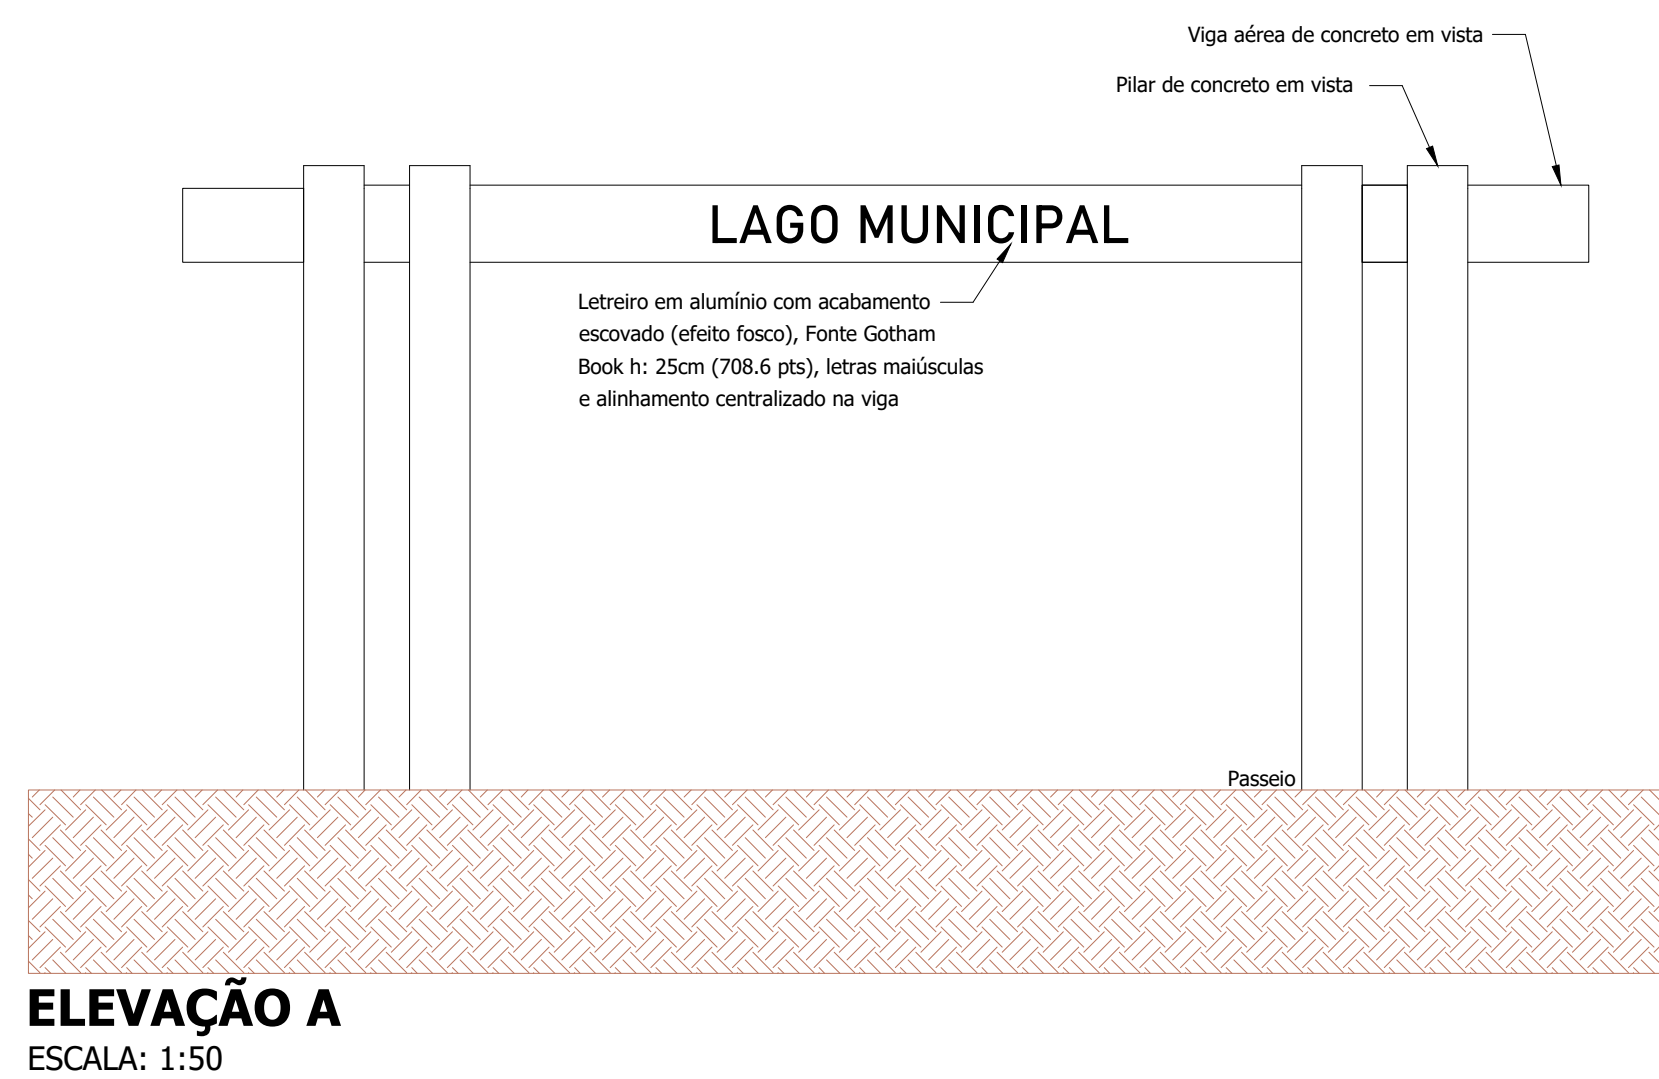 Viga aérea de concreto em vista
Pilar de concreto em vista
LAGO MUNICIPAL
Letreiro em alumínio com acabamento
escovado (efeito fosco), Fonte Gotham
Book h: 25cm (708.6 pts), letras maiúsculas
e alinhamento centralizado na viga
Passeio
ELEVAÇÃO A
ESCALA: 1:50